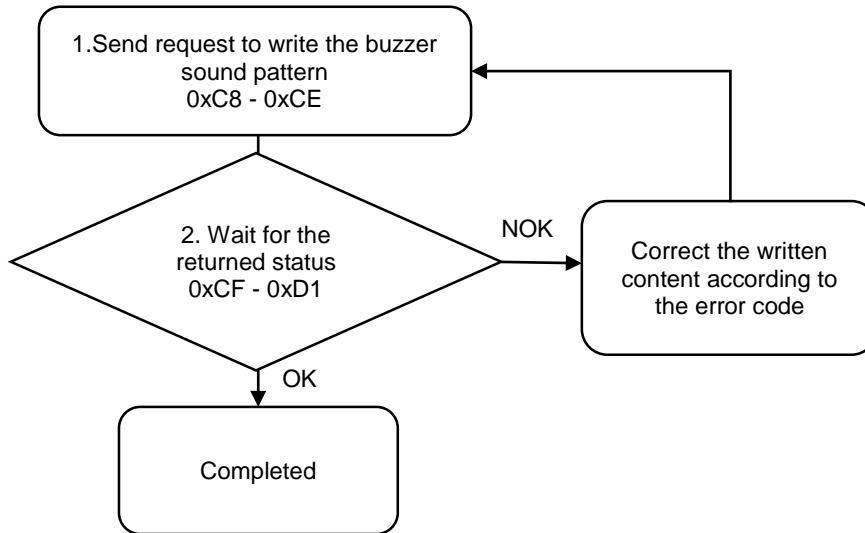 1.Send request to write the buzzer
sound pattern
0xC8 - 0xCE
2. Wait for the
returned status
0xCF - 0xD1
NOK
Correct the written
content according to
the error code
OK
Completed